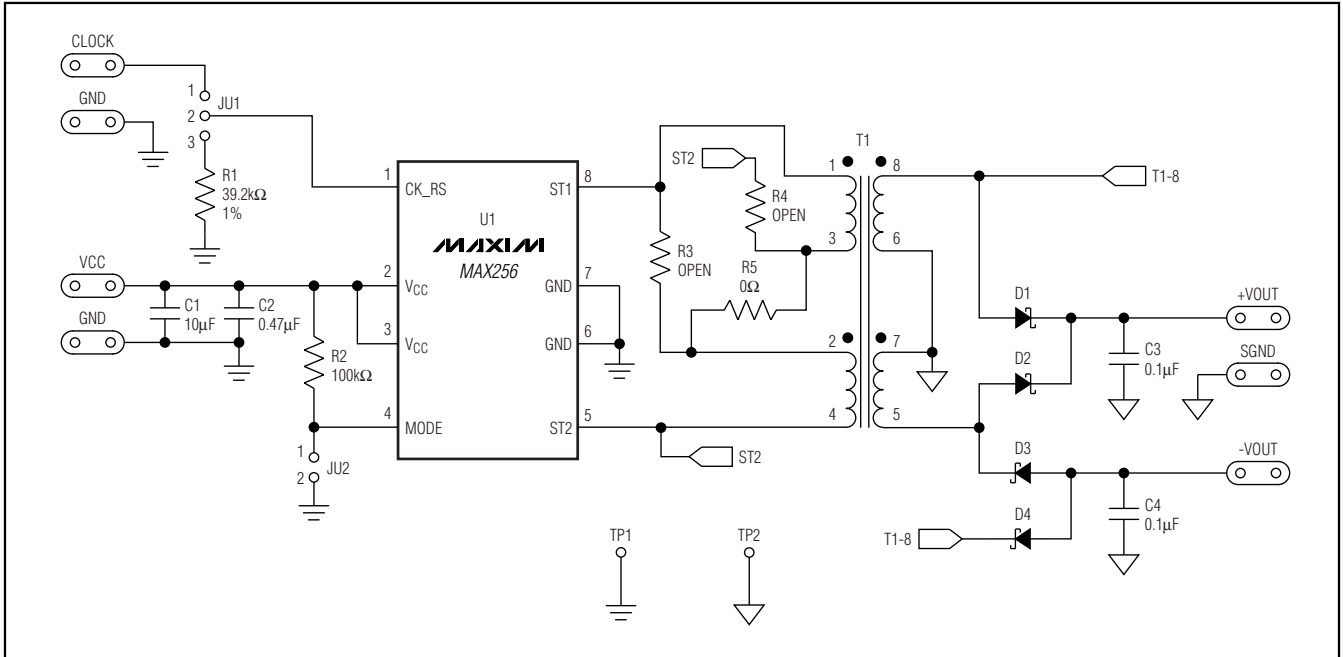 CLOCK
GND
1
2
3
JU1
R1
39.2kΩ
1%
VCC
GND
C1
10μF
C2
0.47μF
R2
100kΩ
1
2
JU2
1
2
3
4
CK_RS
VCC
VCC
MODE
U1
MAXIM
MAX256
ST1
GND
GND
ST2
8
7
6
5
ST2
R4
OPEN
R3
OPEN
R5
0Ω
ST2
T1
1
3
2
4
8
6
7
5
T1-8
D1
D2
D3
D4
T1-8
C3
0.1μF
C4
0.1μF
+VOUT
SGND
-VOUT
TP1
TP2